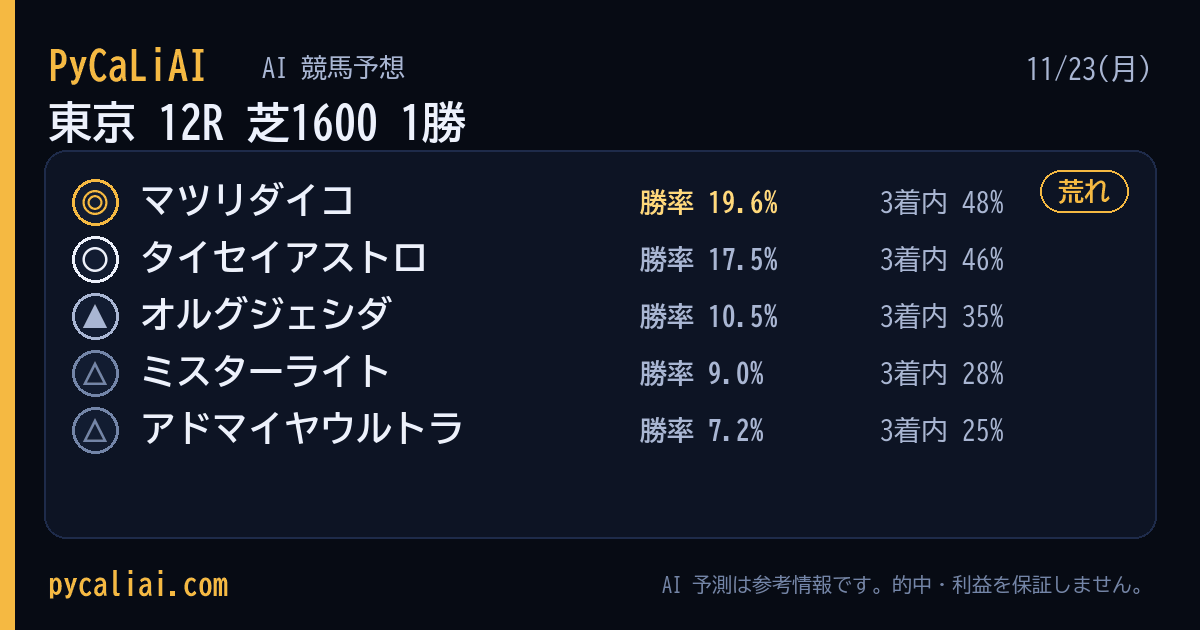 PyCaLiAI AI 競馬予想 11/23(月)
東京 12R 芝1600 1勝
◎ マツリダイコ 勝率 19.6% 3着内 48% 荒れ
○ タイセイアストロ 勝率 17.5% 3着内 46%
▲ オルグジェシダ 勝率 10.5% 3着内 35%
△ ミスターライト 勝率 9.0% 3着内 28%
△ アドマイヤウルトラ 勝率 7.2% 3着内 25%
pycaliai.com AI 予測は参考情報です。的中・利益を保証しません。